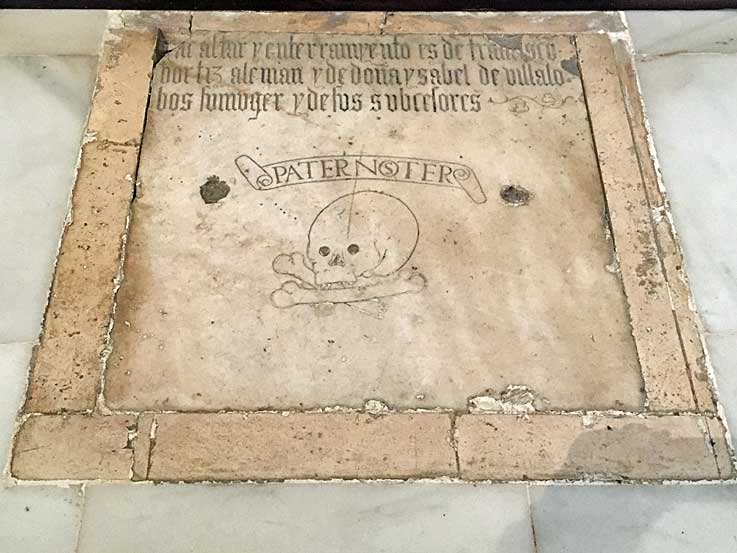 altar y enterramyento es de francisco
dortiz aleman y de doña ysabel de villalo
bos su muger y de sus subcesores
PATER NOSTER